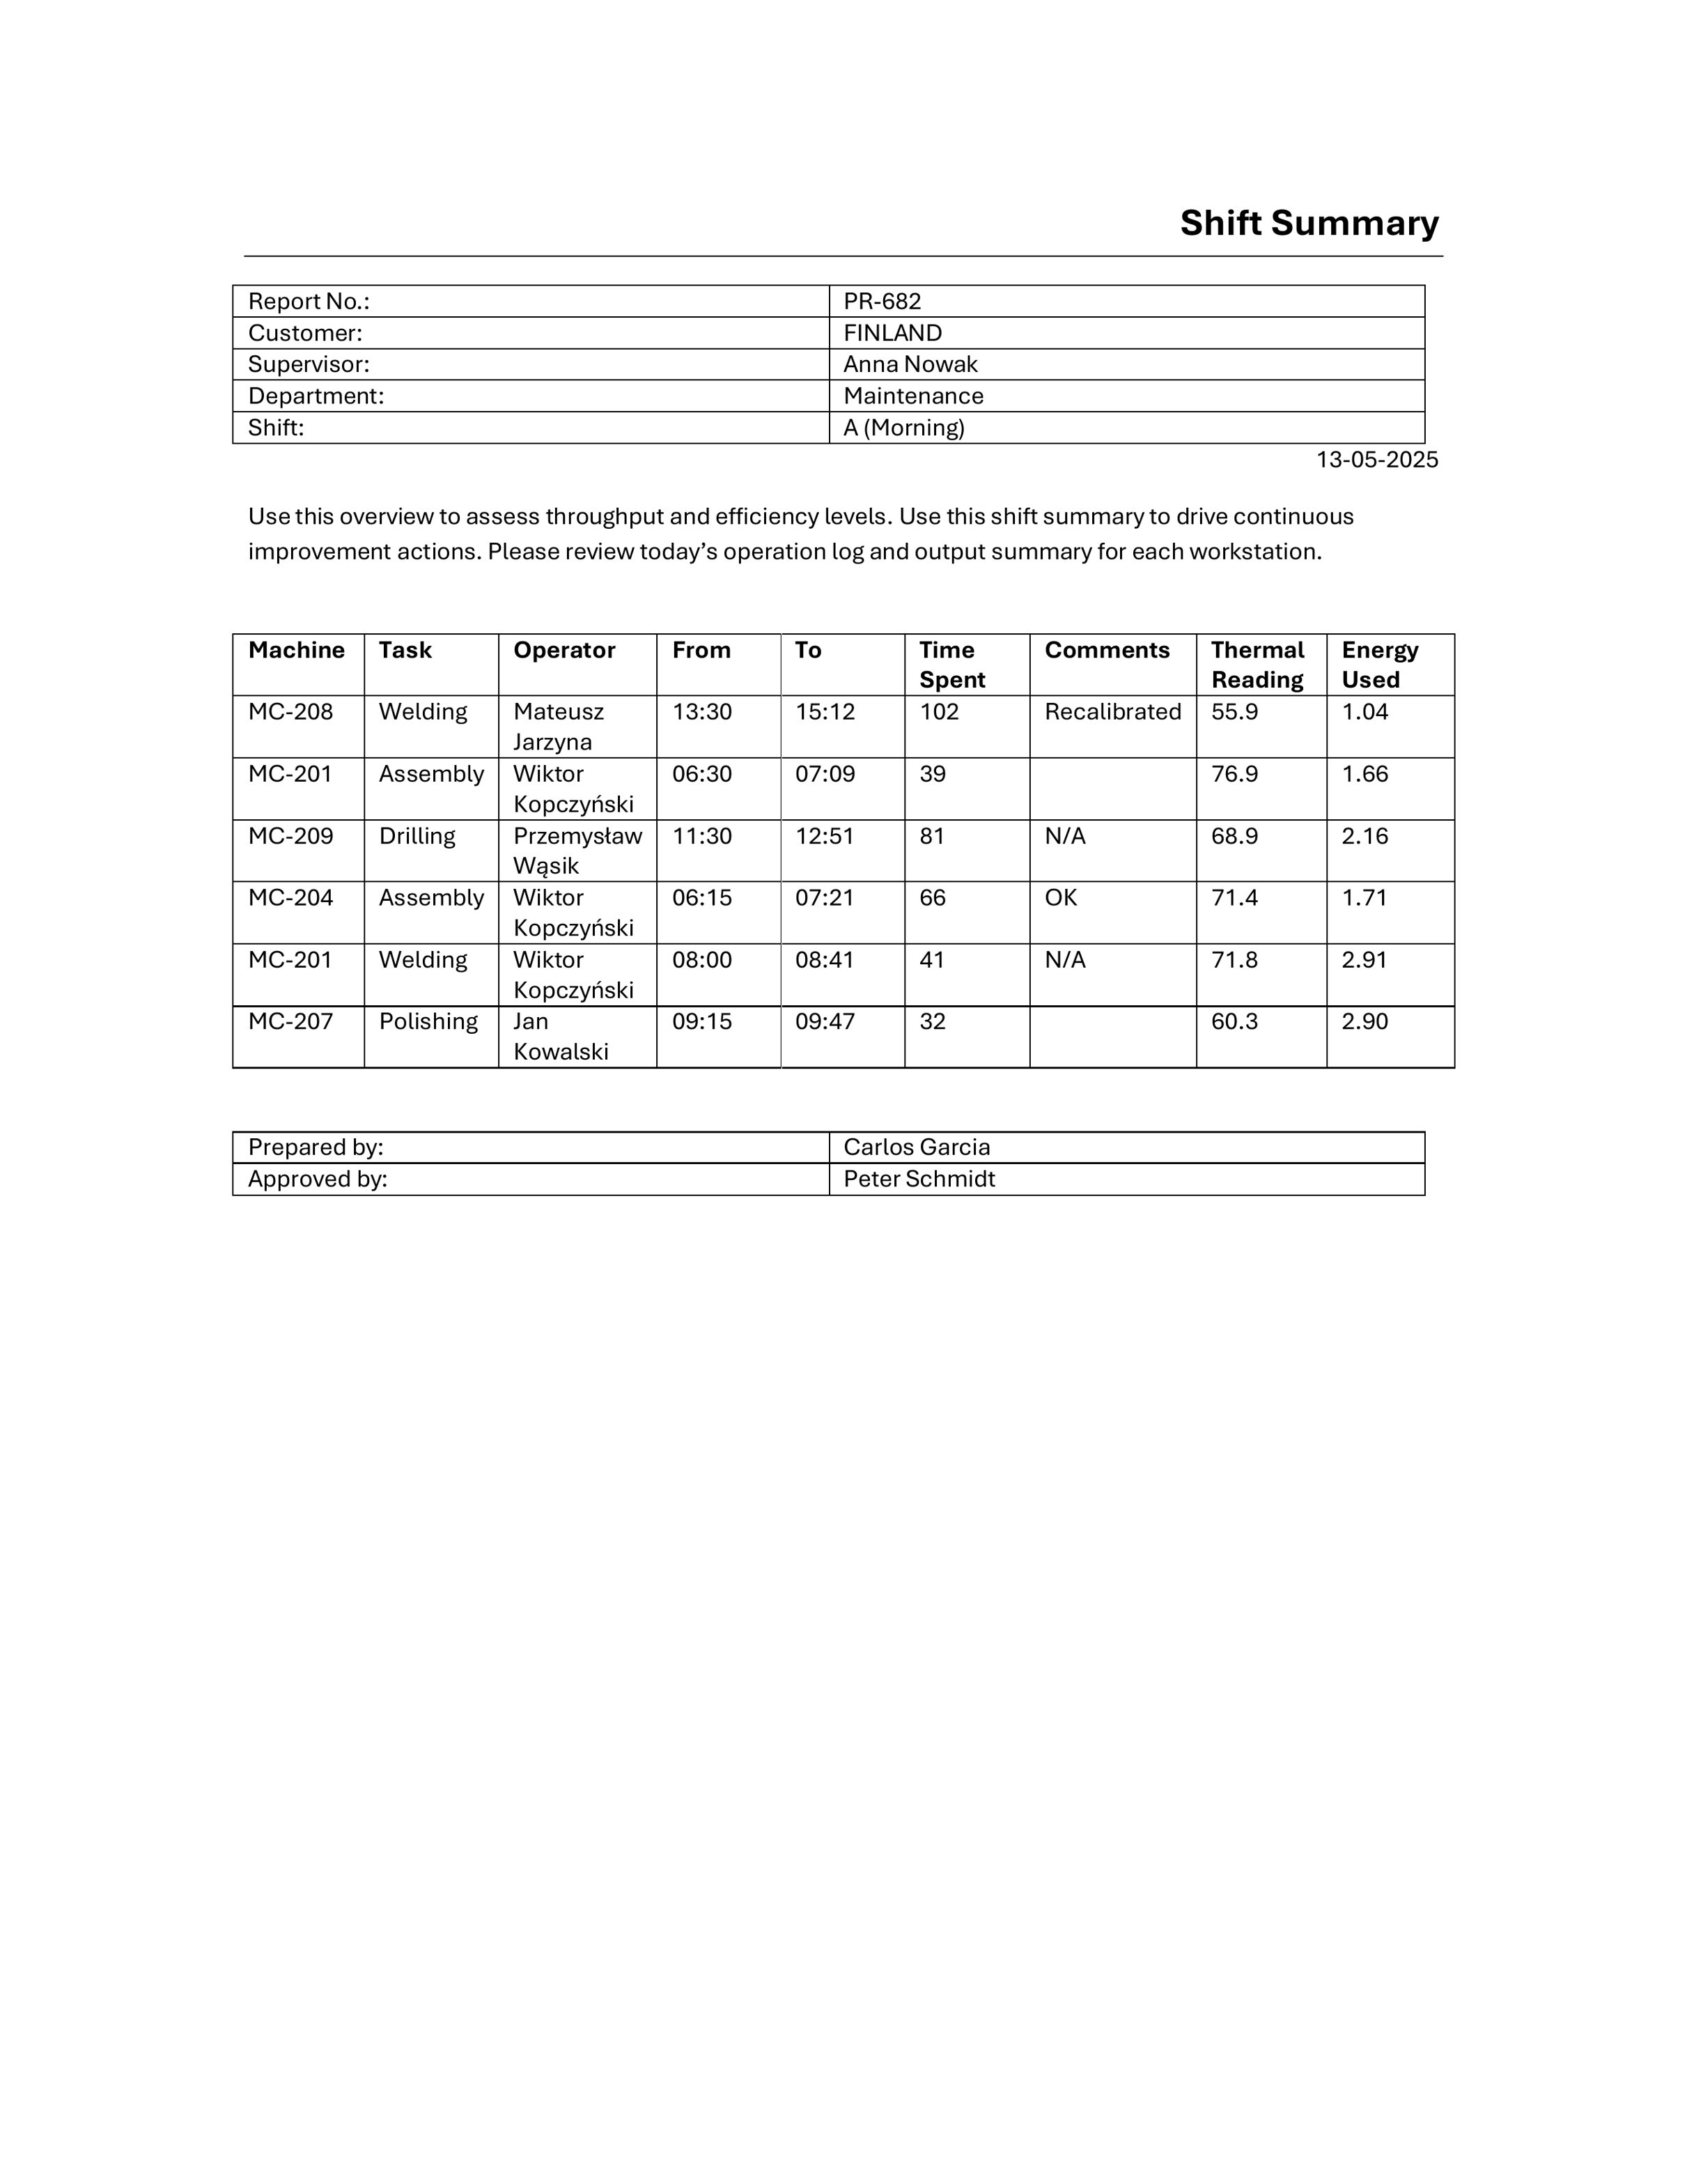 Shift Summary
Report No.: PR-682
Customer: FINLAND
Supervisor: Anna Nowak
Department: Maintenance
Shift: A (Morning)
13-05-2025
Use this overview to assess throughput and efficiency levels. Use this shift summary to drive continuous
improvement actions. Please review today’s operation log and output summary for each workstation.
Machine Task Operator From To Time Spent Comments Thermal Reading Energy Used
MC-208 Welding Mateusz Jarzyna 13:30 15:12 102 Recalibrated 55.9 1.04
MC-201 Assembly Wiktor Kopczyński 06:30 07:09 39 76.9 1.66
MC-209 Drilling Przemysław Wąsik 11:30 12:51 81 N/A 68.9 2.16
MC-204 Assembly Wiktor Kopczyński 06:15 07:21 66 OK 71.4 1.71
MC-201 Welding Wiktor Kopczyński 08:00 08:41 41 N/A 71.8 2.91
MC-207 Polishing Jan Kowalski 09:15 09:47 32 60.3 2.90
Prepared by: Carlos Garcia
Approved by: Peter Schmidt